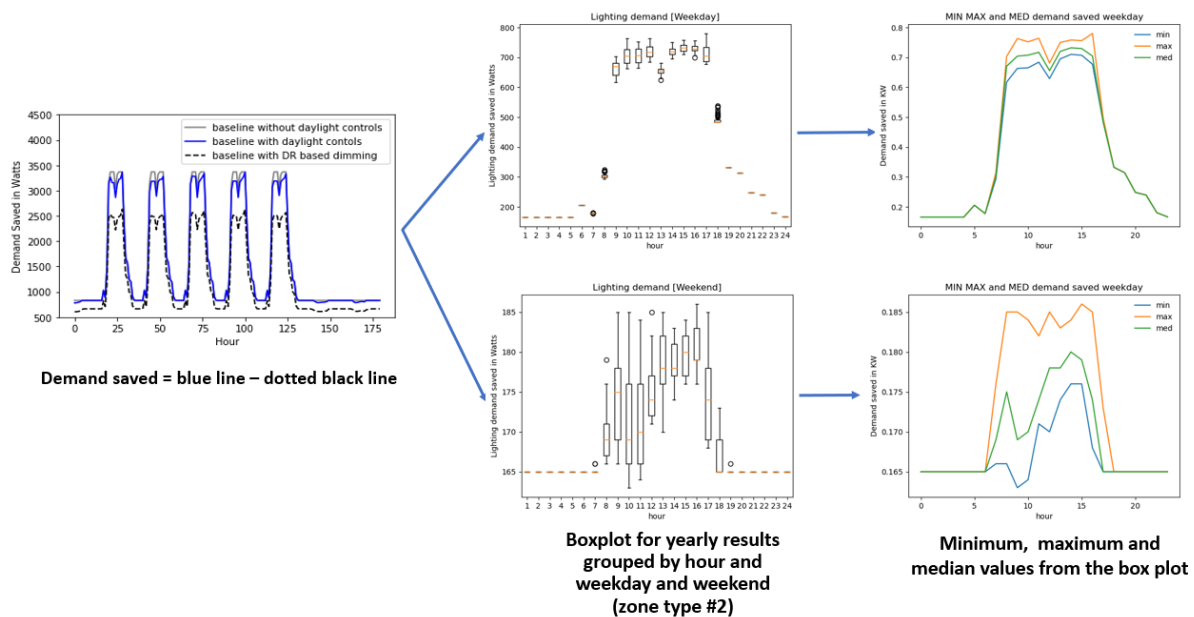 4500
4000
3500
3000
2500
2000
1500
1000
500
Demand Saved in Watts
baseline without daylight controls
baseline with daylight contols
baseline with DR based dimming
0 25 50 75 100 125 150 175
Hour
Demand saved = blue line – dotted black line
Lighting demand [Weekday]
800
700
600
500
400
300
200
Lighting demand saved in Watts
1 2 3 4 5 6 7 8 9 10 11 12 13 14 15 16 17 18 19 20 21 22 23 24
hour
Lighting demand [Weekend]
185
180
175
170
165
Lighting demand saved in Watts
1 2 3 4 5 6 7 8 9 10 11 12 13 14 15 16 17 18 19 20 21 22 23 24
hour
Boxplot for yearly results
grouped by hour and
weekday and weekend
(zone type #2)
MIN MAX and MED demand saved weekday
0.8
0.7
0.6
0.5
0.4
0.3
0.2
Demand saved in KW
min
max
med
0 5 10 15 20
hour
MIN MAX and MED demand saved weekday
0.185
0.180
0.175
0.170
0.165
Demand saved in KW
min
max
med
0 5 10 15 20
hour
Minimum, maximum and
median values from the box plot